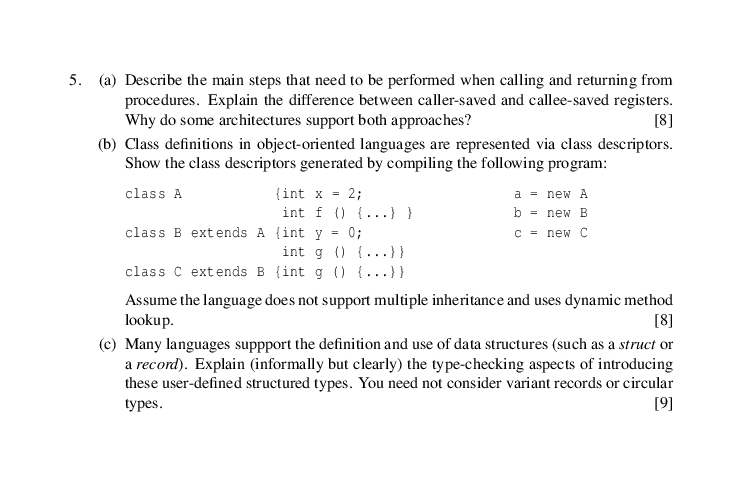 5. (a) Describe the main steps that need to be performed when calling and returning from
procedures. Explain the difference between caller-saved and callee-saved registers.
Why do some architectures support both approaches? [8]
(b) Class definitions in object-oriented languages are represented via class descriptors.
Show the class descriptors generated by compiling the following program:
class A {int x = 2; a = new A
int f () {...} } b = new B
class B extends A {int y = 0; c = new C
int g () {...}}
class C extends B {int g () {...}}
Assume the language does not support multiple inheritance and uses dynamic method
lookup. [8]
(c) Many languages suppport the definition and use of data structures (such as a struct or
a record). Explain (informally but clearly) the type-checking aspects of introducing
these user-defined structured types. You need not consider variant records or circular
types. [9]